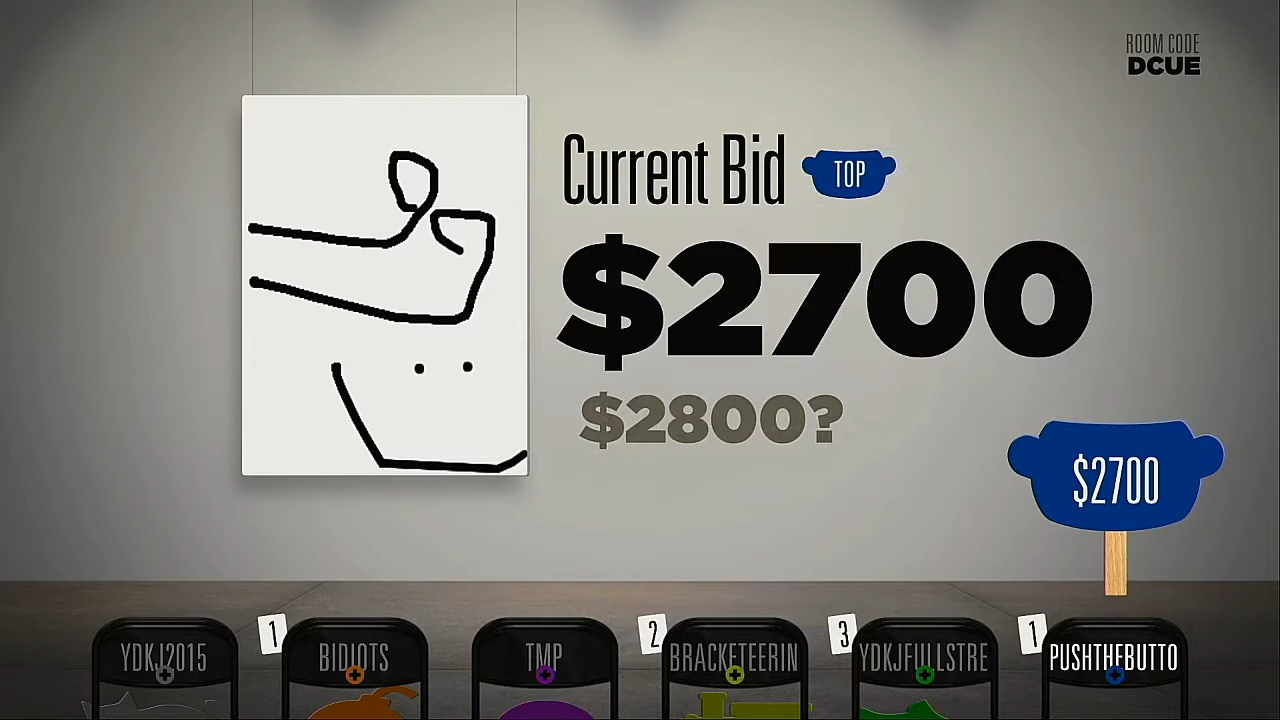 ROOM CODE
DCUE
Current Bid TOP
$2700
$2800?
$2700
YDKJ2015
1 BIDIOTS
TMP
2 BRACKETEERIN
3 YDKJFULLSTRE
1 PUSHTHEBUTTO